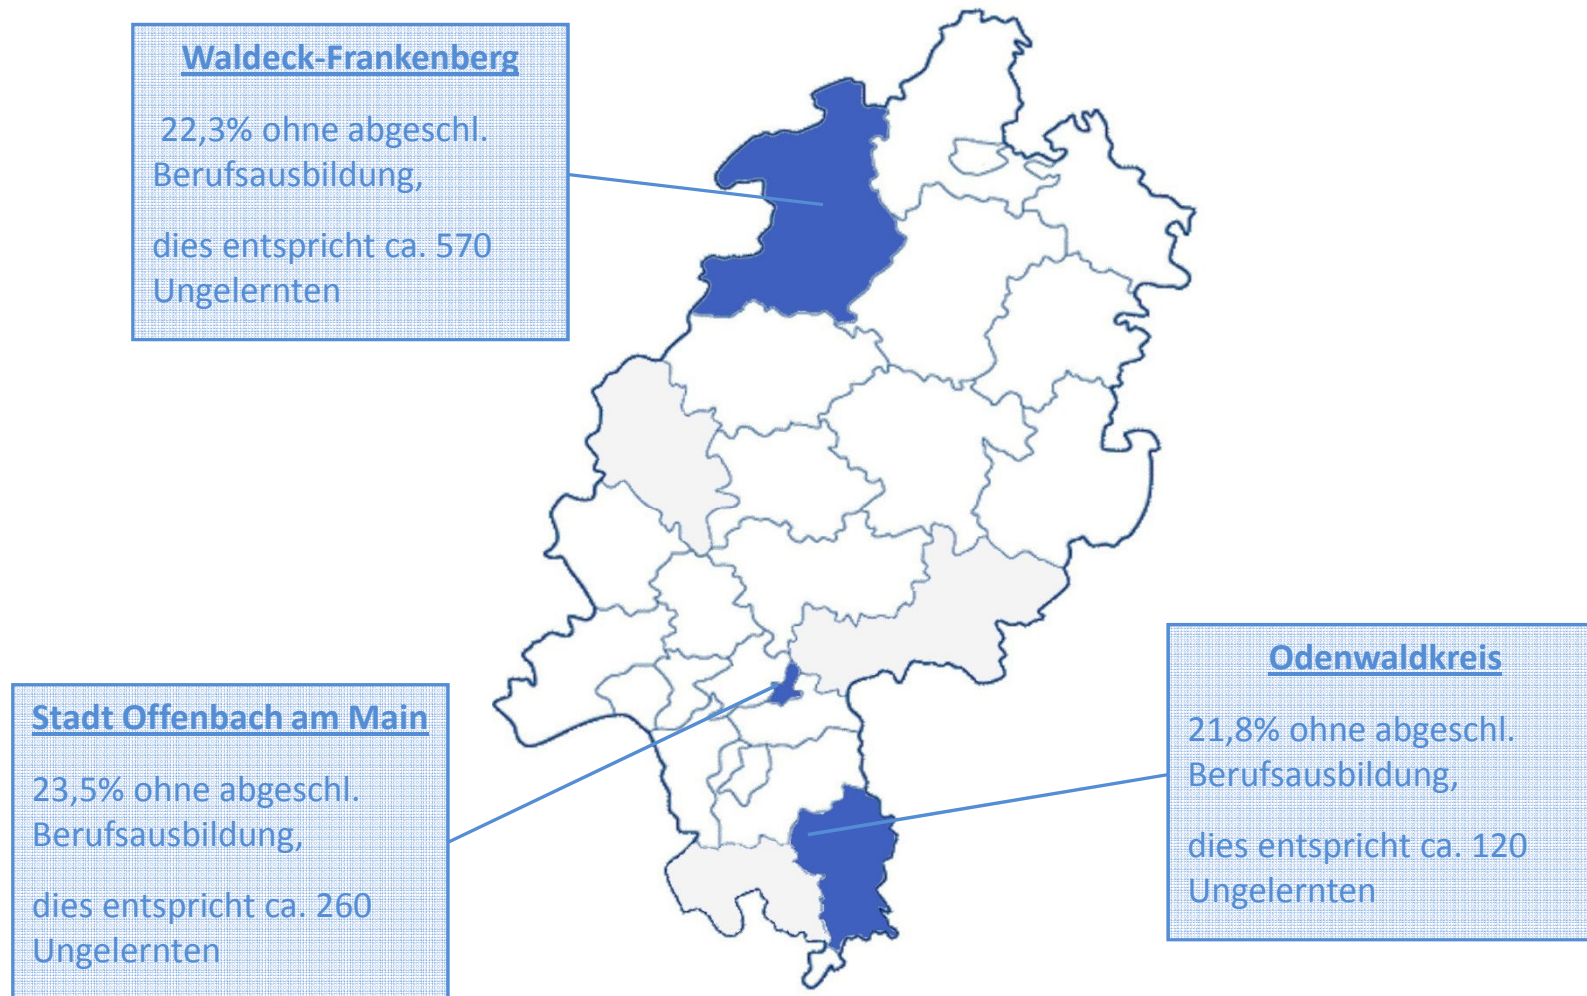 Waldeck-Frankenberg
22,3% ohne abgeschl.
Berufsausbildung,
dies entspricht ca. 570
Ungelernten
Stadt Offenbach am Main
23,5% ohne abgeschl.
Berufsausbildung,
dies entspricht ca. 260
Ungelernten
Odenwaldkreis
21,8% ohne abgeschl.
Berufsausbildung,
dies entspricht ca. 120
Ungelernten